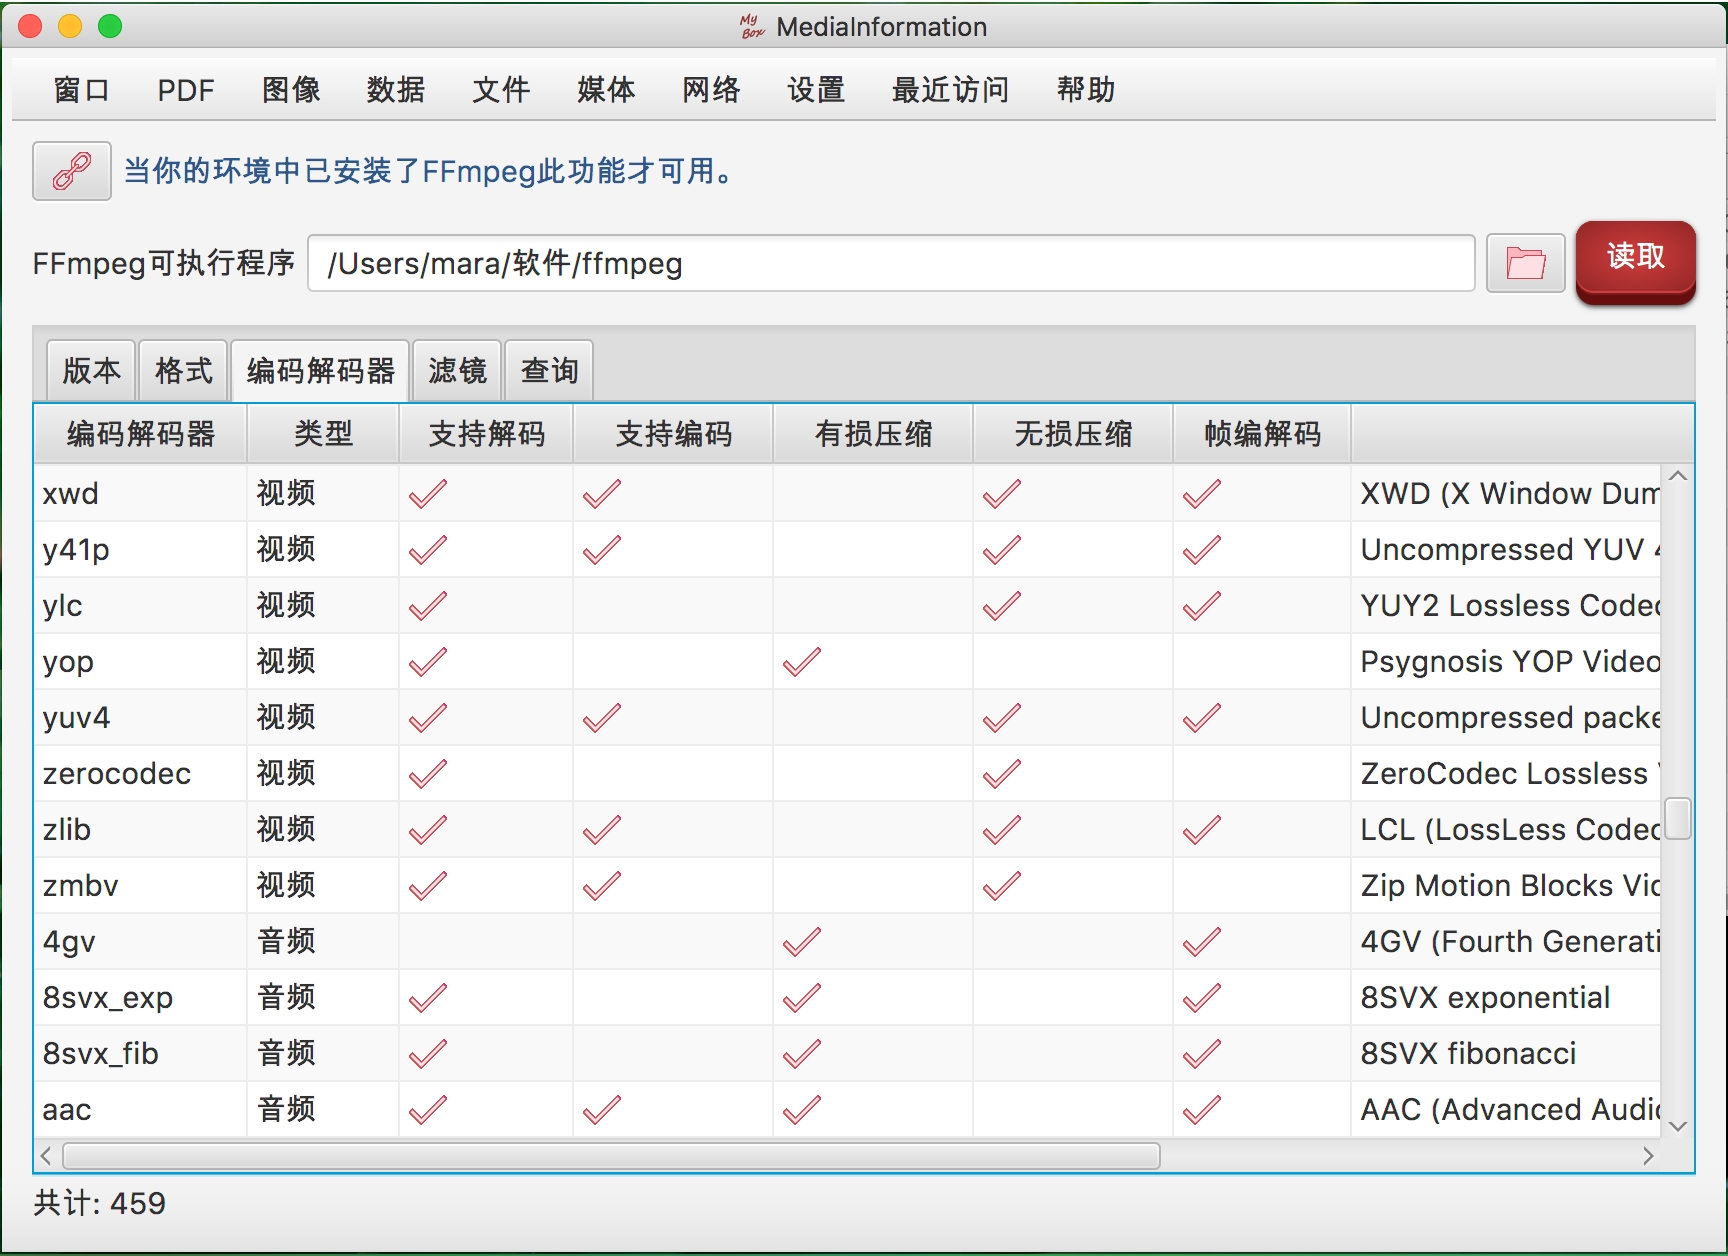 My Box MediaInformation
窗口 PDF 图像 数据 文件 媒体 网络 设置 最近访问 帮助
当你的环境中已安装了FFmpeg此功能才可用。
FFmpeg可执行程序 /Users/mara/软件/ffmpeg 读取
版本 格式 编码解码器 滤镜 查询
编码解码器 类型 支持解码 支持编码 有损压缩 无损压缩 帧编解码
xwd 视频 XWD (X Window Dum
y41p 视频 Uncompressed YUV 4
ylc 视频 YUY2 Lossless Codec
yop 视频 Psygnosis YOP Video
yuv4 视频 Uncompressed packe
zerocodec 视频 ZeroCodec Lossless
zlib 视频 LCL (LossLess Codec
zmbv 视频 Zip Motion Blocks Vid
4gv 音频 4GV (Fourth Generati
8svx_exp 音频 8SVX exponential
8svx_fib 音频 8SVX fibonacci
aac 音频 AAC (Advanced Audio
共计: 459